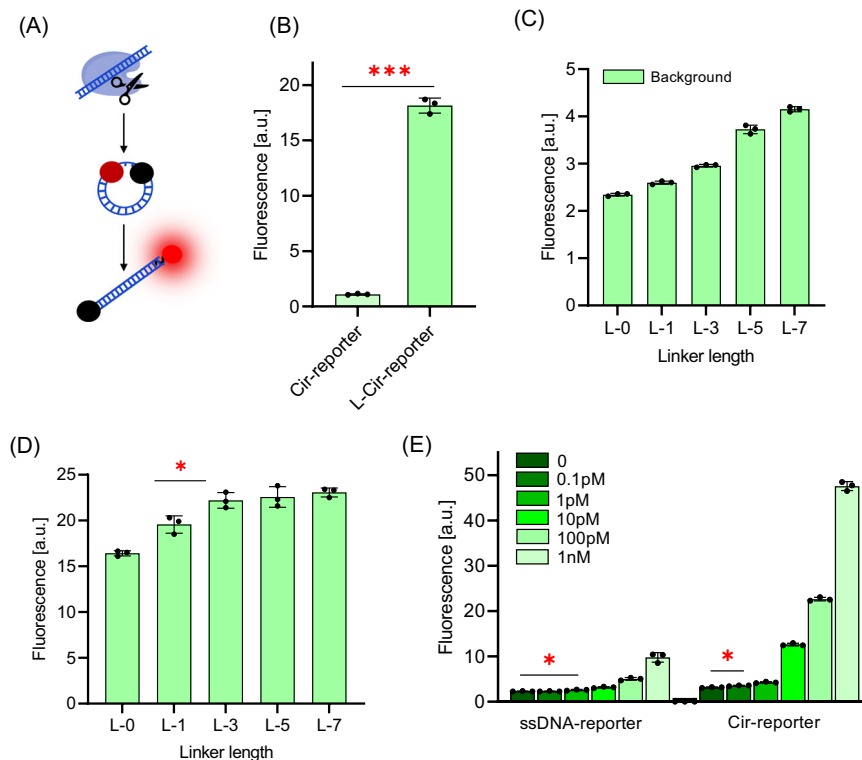 (A)
(B)
Fluorescence [a.u.]
20
15
10
5
0
***
Cir-reporter
L-Cir-reporter
(C)
Fluorescence [a.u.]
5
4
3
2
1
0
Background
L-0 L-1 L-3 L-5 L-7
Linker length
(D)
Fluorescence [a.u.]
25
20
15
10
5
0
*
L-0 L-1 L-3 L-5 L-7
Linker length
(E)
Fluorescence [a.u.]
50
40
30
20
10
0
0
0.1pM
1pM
10pM
100pM
1nM
* *
ssDNA-reporter Cir-reporter